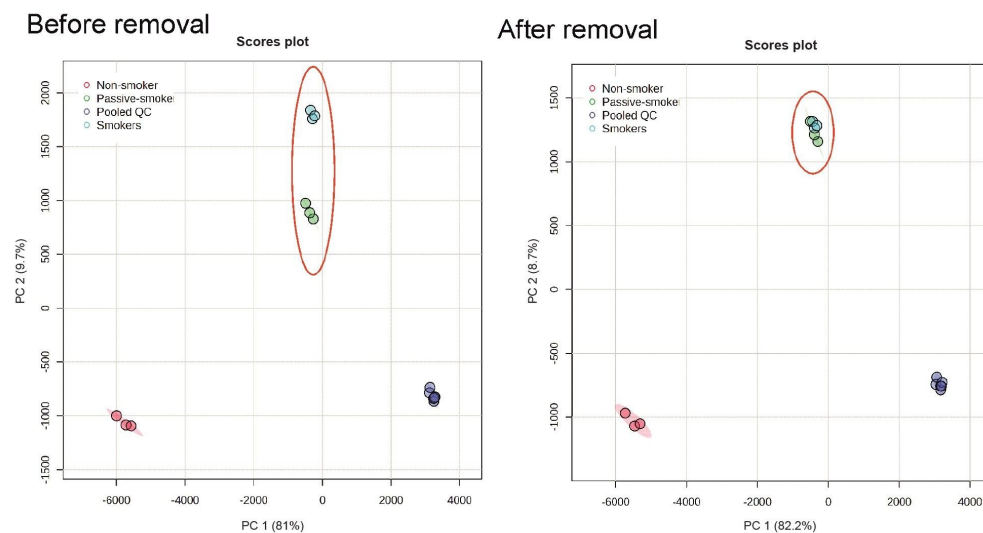 Before removal
Scores plot
Non-smoker
Passive-smoker
Pooled QC
Smokers
2000
1500
1000
500
0
-500
-1000
-1500
PC 2 (9.7%)
-6000 -4000 -2000 0 2000 4000
PC 1 (81%)
After removal
Scores plot
Non-smoker
Passive-smoker
Pooled QC
Smokers
1500
1000
500
0
-500
-1000
PC 2 (8.7%)
-6000 -4000 -2000 0 2000 4000
PC 1 (82.2%)